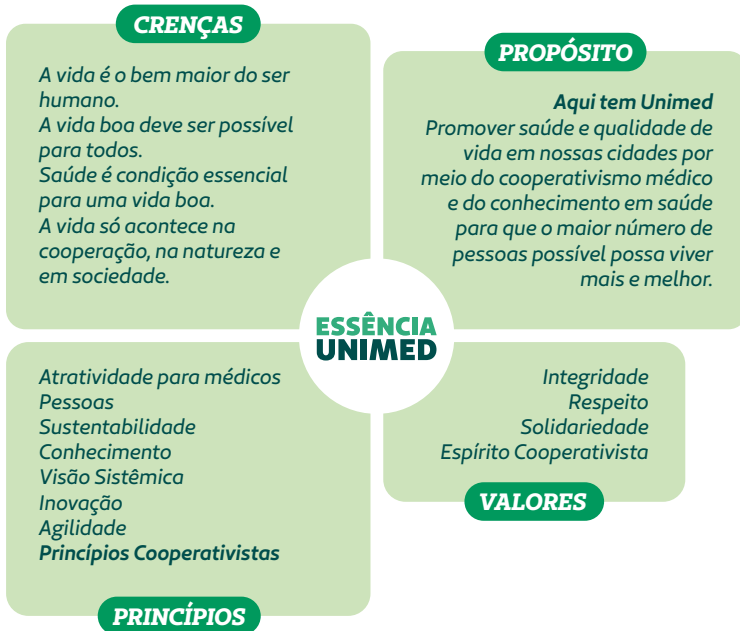 CRENÇAS
A vida é o bem maior do ser
humano.
A vida boa deve ser possível
para todos.
Saúde é condição essencial
para uma vida boa.
A vida só acontece na
cooperação, na natureza e
em sociedade.
PROPÓSITO
Aqui tem Unimed
Promover saúde e qualidade de
vida em nossas cidades por
meio do cooperativismo médico
e do conhecimento em saúde
para que o maior número de
pessoas possível possa viver
mais e melhor.
ESSÊNCIA
UNIMED
Atratividade para médicos
Pessoas
Sustentabilidade
Conhecimento
Visão Sistêmica
Inovação
Agilidade
Princípios Cooperativistas
PRINCÍPIOS
Integridade
Respeito
Solidariedade
Espírito Cooperativista
VALORES